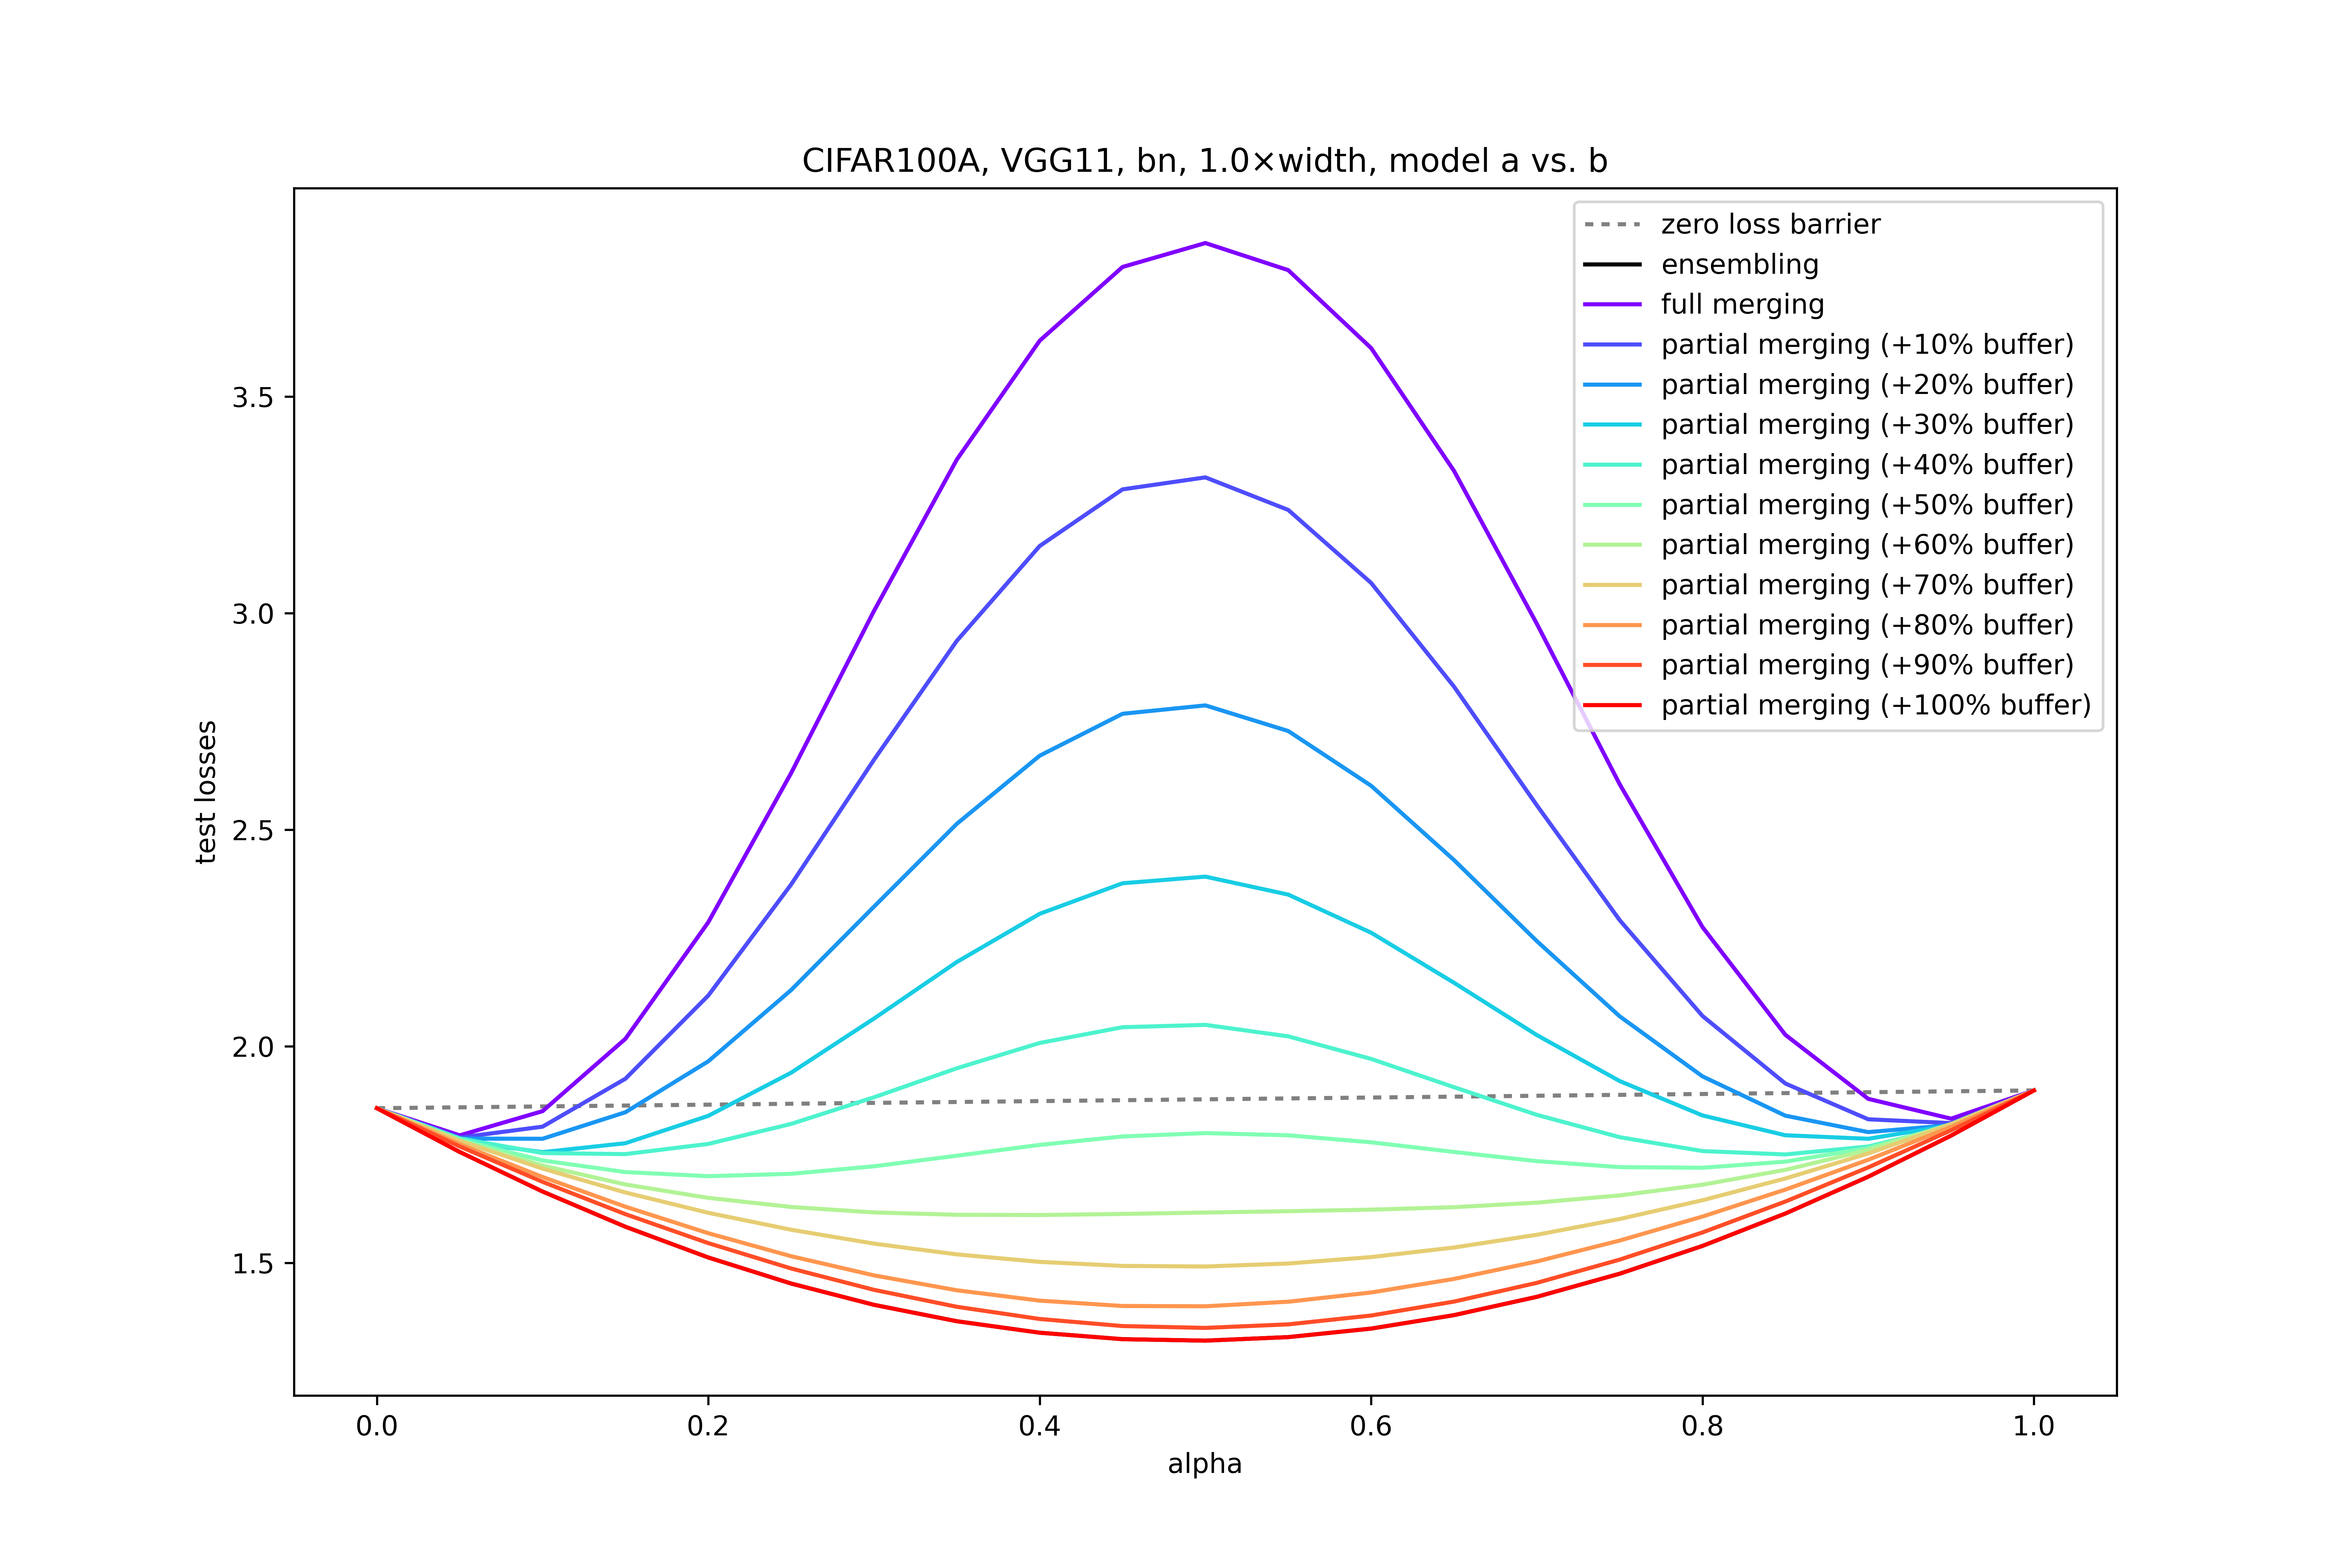 CIFAR100A, VGG11, bn, 1.0×width, model a vs. b
zero loss barrier
ensembling
full merging
partial merging (+10% buffer)
partial merging (+20% buffer)
partial merging (+30% buffer)
partial merging (+40% buffer)
partial merging (+50% buffer)
partial merging (+60% buffer)
partial merging (+70% buffer)
partial merging (+80% buffer)
partial merging (+90% buffer)
partial merging (+100% buffer)
test losses
3.5
3.0
2.5
2.0
1.5
0.0 0.2 0.4 0.6 0.8 1.0
alpha